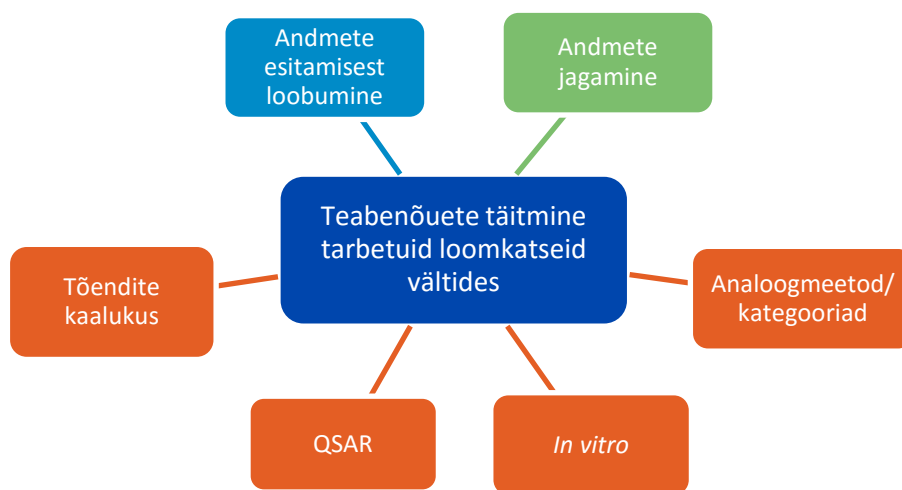 Andmete
esitamisest
loobumine
Andmete
jagamine
Teabenõuete täitmine
tarbetuid loomkatseid
vältides
Tõendite
kaalukus
Analoogmeetod/
kategooriad
QSAR
In vitro